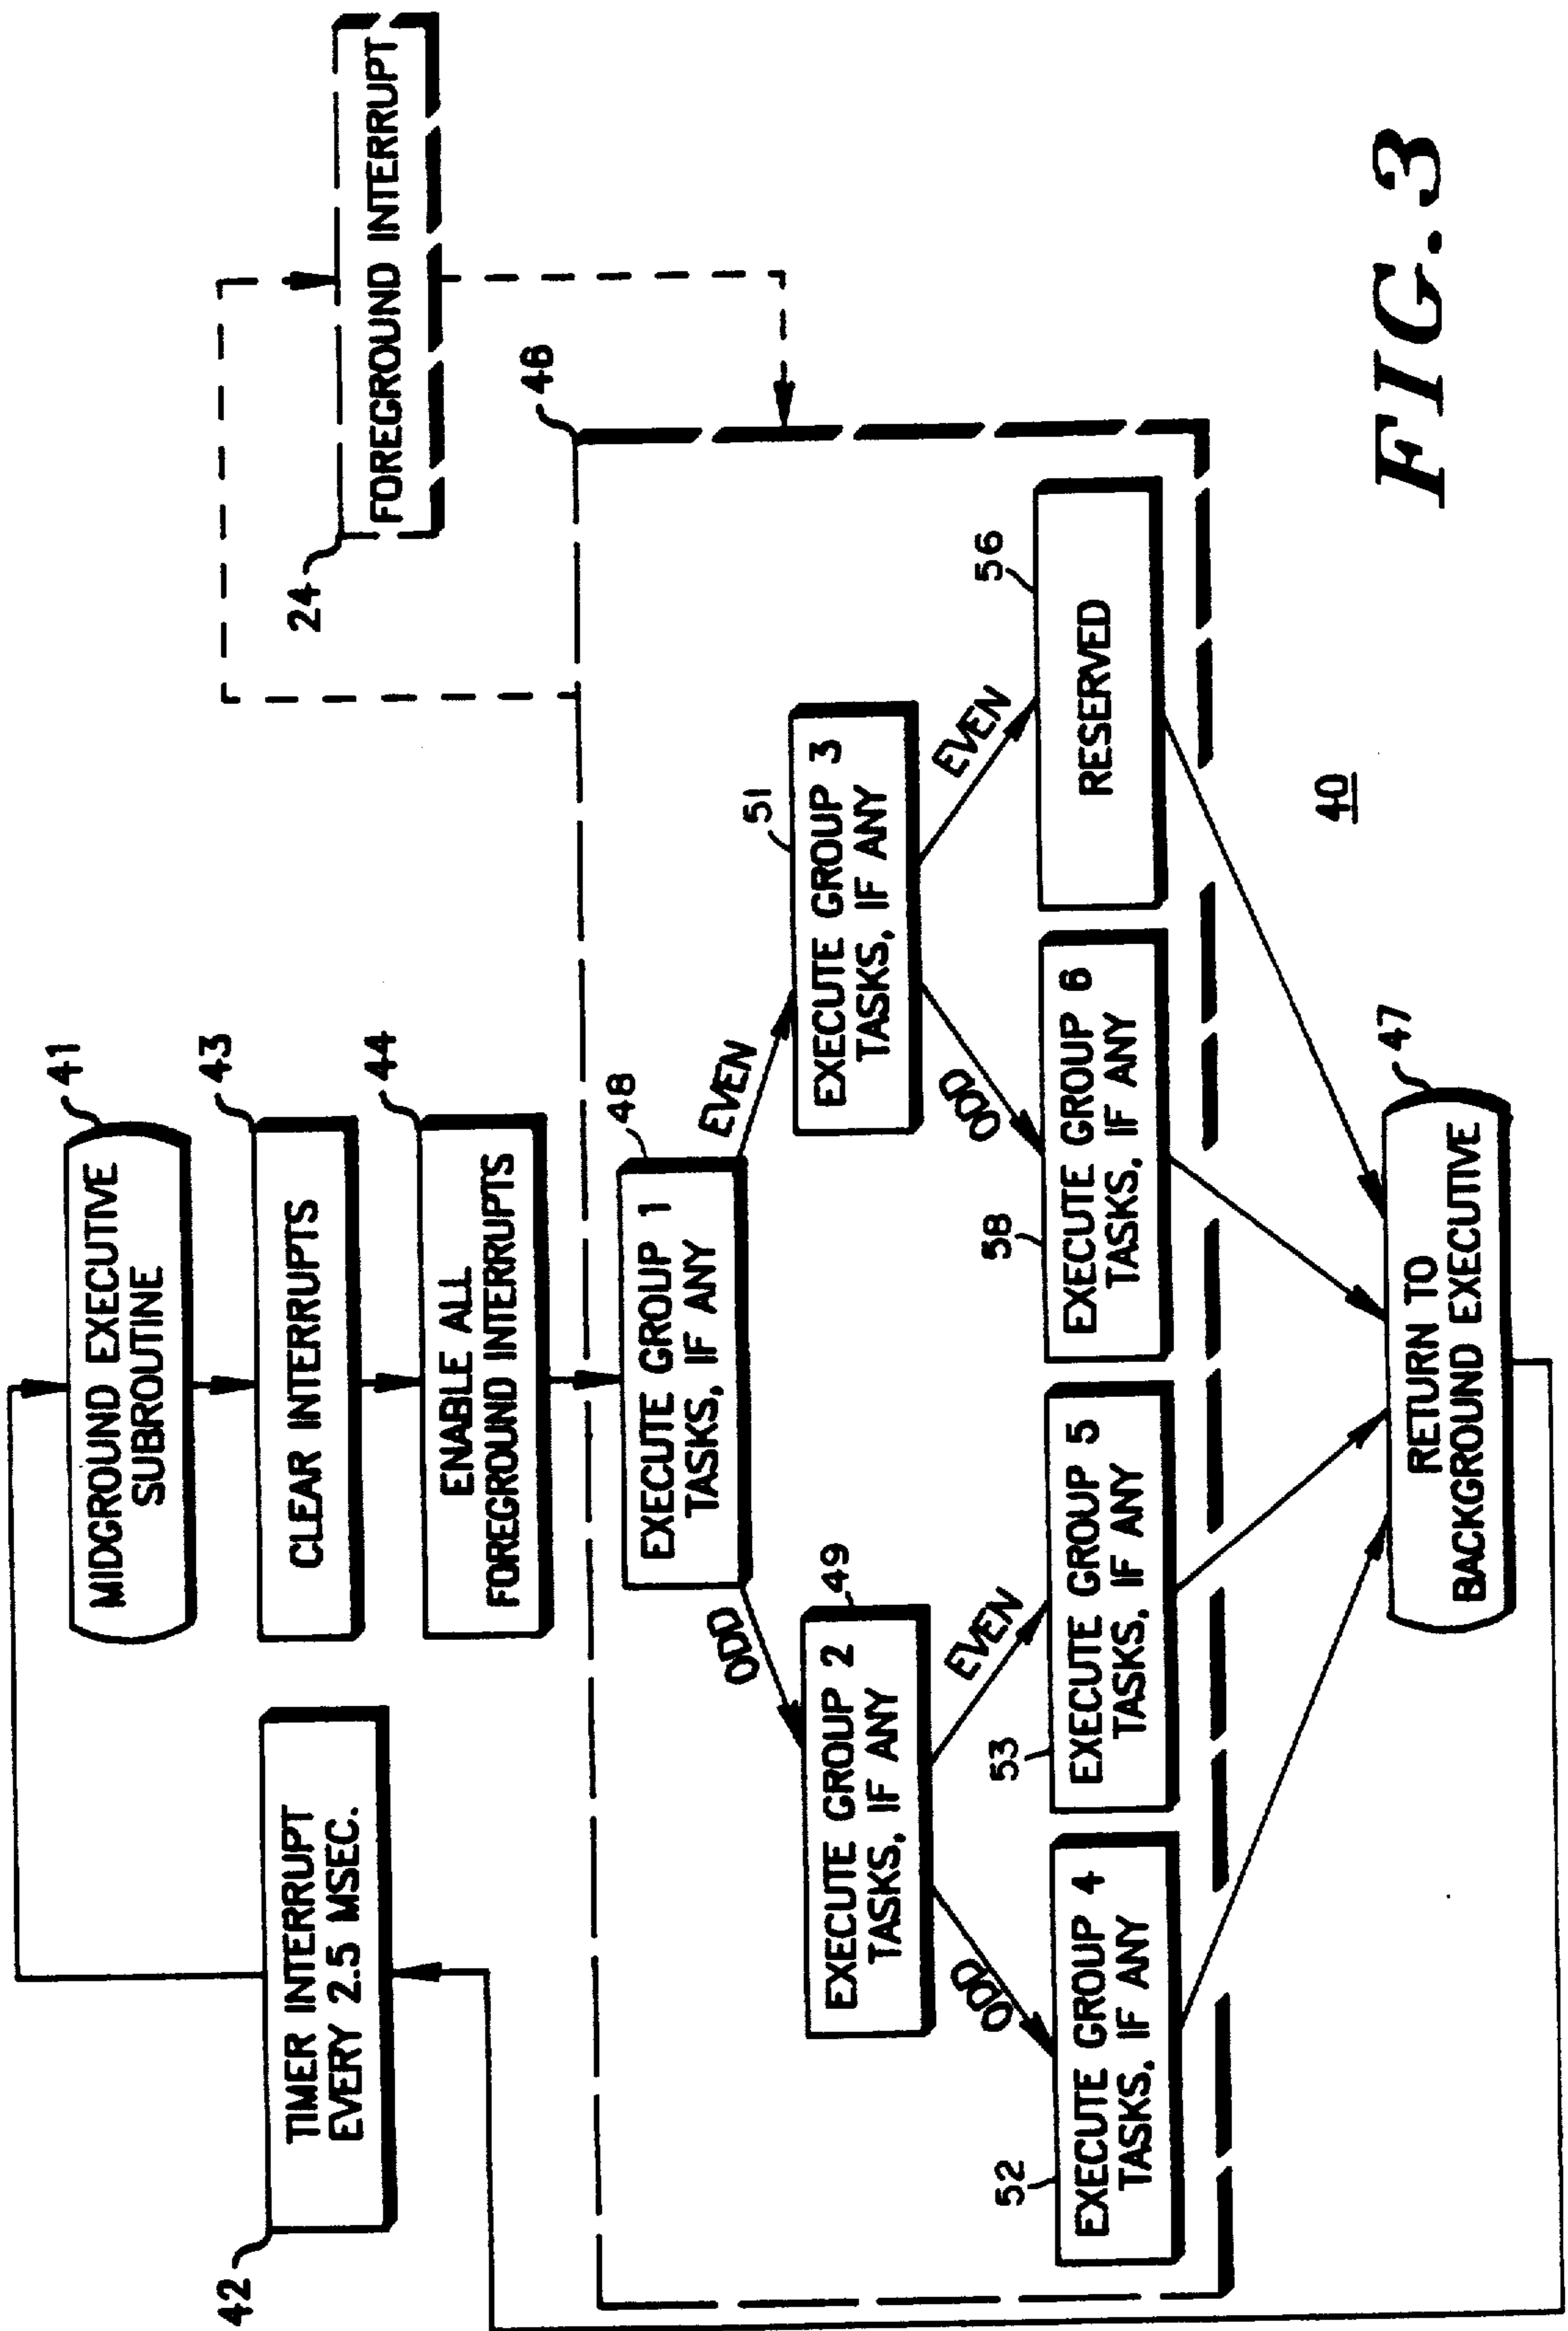 42
TIMER INTERRUPT
EVERY 2.5 MSEC.
41
MIDGROUND EXECUTIVE
SUBROUTINE
43
CLEAR INTERRUPTS
44
ENABLE ALL
FOREGROUND INTERRUPTS
24
FOREGROUND INTERRUPT
46
48
EXECUTE GROUP 1
TASKS, IF ANY
ODD
EVEN
49
EXECUTE GROUP 2
TASKS, IF ANY
51
EXECUTE GROUP 3
TASKS, IF ANY
ODD
EVEN
ODD
EVEN
52
EXECUTE GROUP 4
TASKS, IF ANY
53
EXECUTE GROUP 5
TASKS, IF ANY
58
EXECUTE GROUP 6
TASKS, IF ANY
56
RESERVED
47
RETURN TO
BACKGROUND EXECUTIVE
40
FIG.3